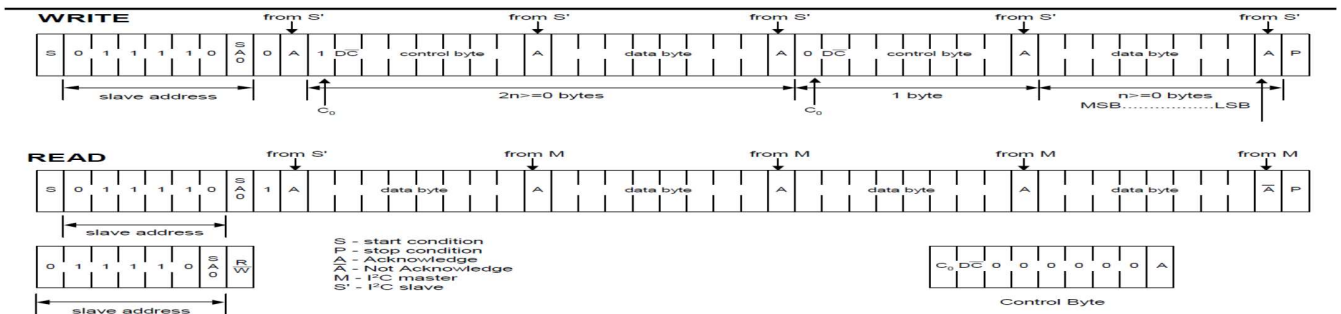 WRITE
from S' from S' from S' from S' from S'
S 0 1 1 1 1 0 SA0 0 A 1 DC̅ control byte A data byte A 0 DC̅ control byte A data byte A P
slave address 2n>=0 bytes 1 byte n>=0 bytes
C₀ C₀ MSB.................LSB
READ
from S' from M from M from M from M
S 0 1 1 1 1 0 SA0 1 A data byte A data byte A data byte A data byte A̅ P
slave address
0 1 1 1 1 0 SA0 R/W̅
slave address
S - start condition
P - stop condition
A - Acknowledge
A̅ - Not Acknowledge
M - I²C master
S' - I²C slave
C₀ DC̅ 0 0 0 0 0 0 A
Control Byte